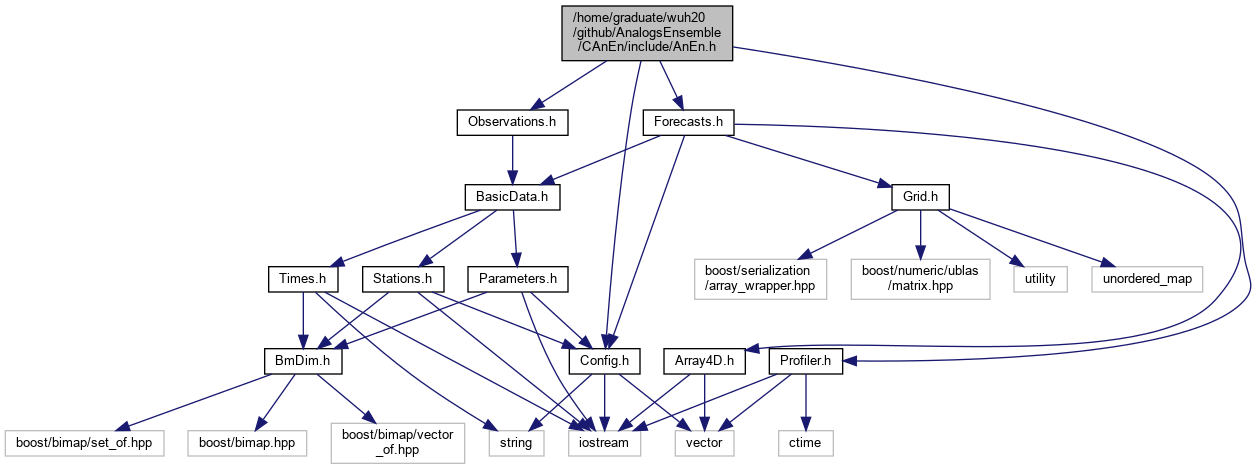 /home/graduate/wuh20
/github/AnalogsEnsemble
/CAnEn/include/AnEn.h
Observations.h
Forecasts.h
BasicData.h
Grid.h
Times.h
Stations.h
Parameters.h
boost/serialization
/array_wrapper.hpp
boost/numeric/ublas
/matrix.hpp
utility
unordered_map
BmDim.h
Config.h
Array4D.h
Profiler.h
boost/bimap/set_of.hpp
boost/bimap.hpp
boost/bimap/vector
_of.hpp
string
iostream
vector
ctime